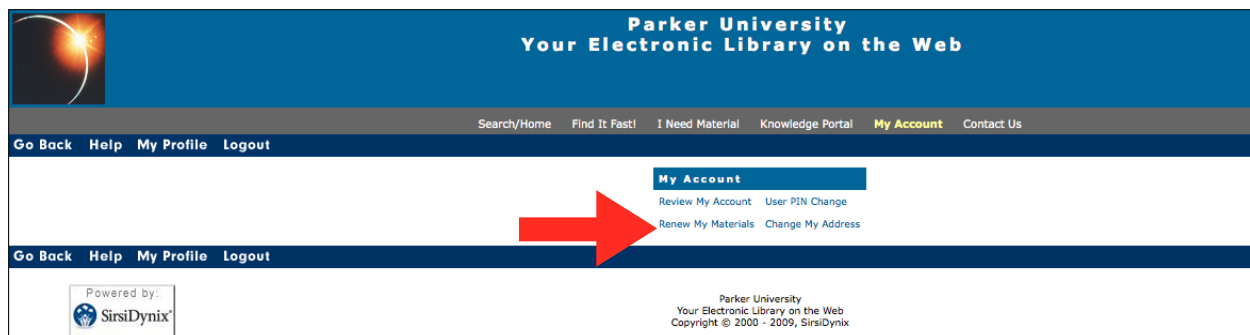 Parker University
Your Electronic Library on the Web
Search/Home Find It Fast! I Need Material Knowledge Portal My Account Contact Us
Go Back Help My Profile Logout
My Account
Review My Account User PIN Change
Renew My Materials Change My Address
Go Back Help My Profile Logout
Powered by:
SirsiDynix®
Parker University
Your Electronic Library on the Web
Copyright © 2000 - 2009, SirsiDynix